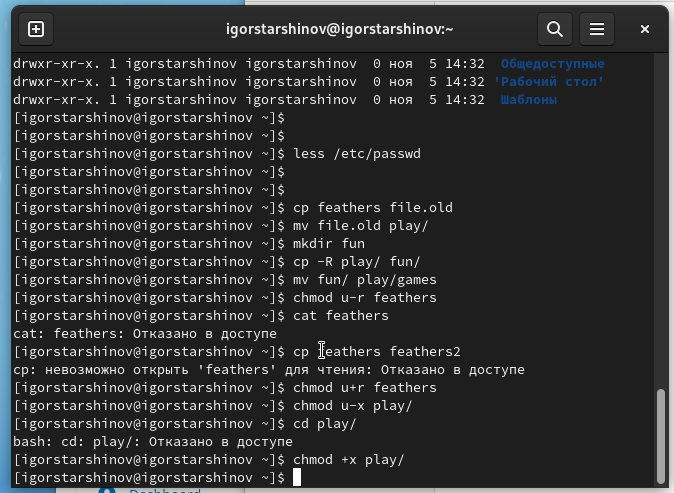 igorstarshinov@igorstarshinov:~
drwxr-xr-x. 1 igorstarshinov igorstarshinov 0 ноя 5 14:32 Общедоступные
drwxr-xr-x. 1 igorstarshinov igorstarshinov 0 ноя 5 14:32 'Рабочий стол'
drwxr-xr-x. 1 igorstarshinov igorstarshinov 0 ноя 5 14:32 Шаблоны
[igorstarshinov@igorstarshinov ~]$
[igorstarshinov@igorstarshinov ~]$
[igorstarshinov@igorstarshinov ~]$ less /etc/passwd
[igorstarshinov@igorstarshinov ~]$
[igorstarshinov@igorstarshinov ~]$
[igorstarshinov@igorstarshinov ~]$ cp feathers file.old
[igorstarshinov@igorstarshinov ~]$ mv file.old play/
[igorstarshinov@igorstarshinov ~]$ mkdir fun
[igorstarshinov@igorstarshinov ~]$ cp -R play/ fun/
[igorstarshinov@igorstarshinov ~]$ mv fun/ play/games
[igorstarshinov@igorstarshinov ~]$ chmod u-r feathers
[igorstarshinov@igorstarshinov ~]$ cat feathers
cat: feathers: Отказано в доступе
[igorstarshinov@igorstarshinov ~]$ cp feathers feathers2
cp: невозможно открыть 'feathers' для чтения: Отказано в доступе
[igorstarshinov@igorstarshinov ~]$ chmod u+r feathers
[igorstarshinov@igorstarshinov ~]$ chmod u-x play/
[igorstarshinov@igorstarshinov ~]$ cd play/
bash: cd: play/: Отказано в доступе
[igorstarshinov@igorstarshinov ~]$ chmod +x play/
[igorstarshinov@igorstarshinov ~]$